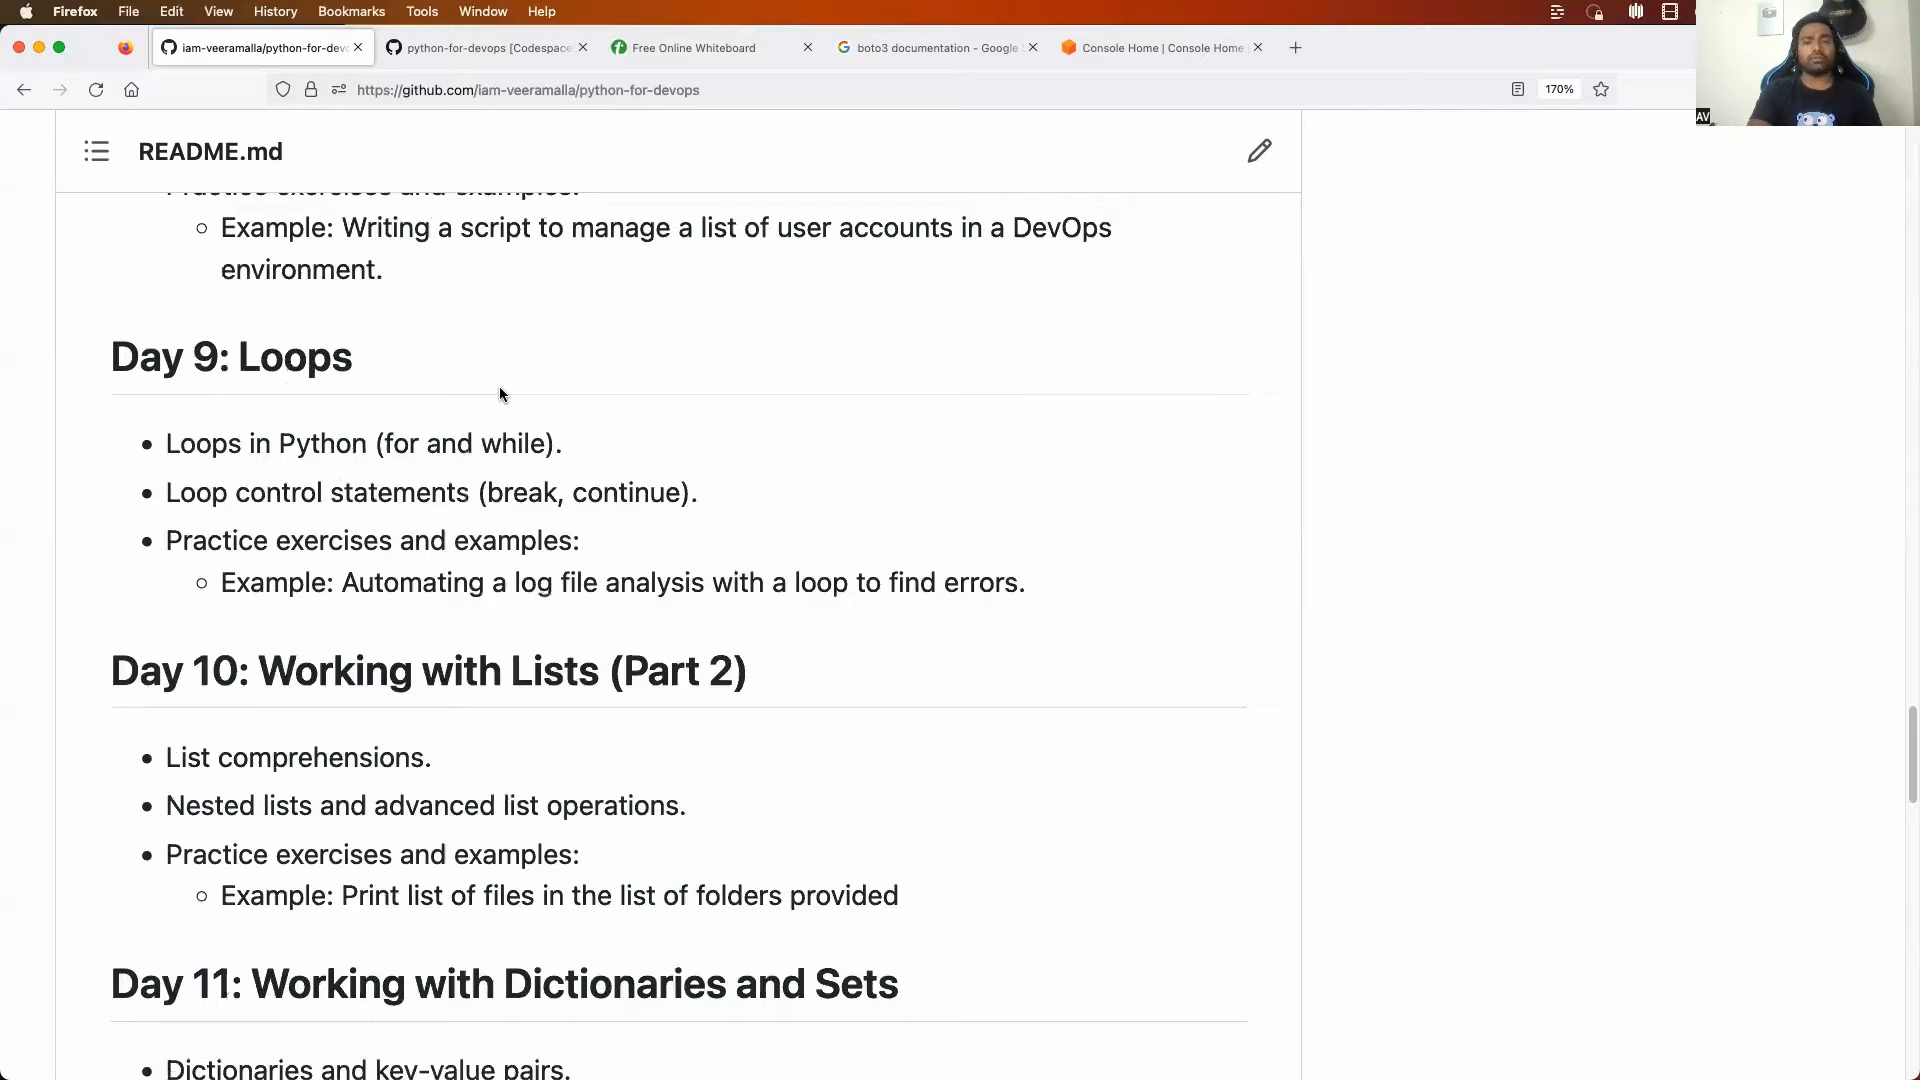 Firefox File Edit View History Bookmarks Tools Window Help
iam-veeramalla/python-for-devo
python-for-devops [Codespace
Free Online Whiteboard
boto3 documentation - Google
Console Home | Console Home
https://github.com/iam-veeramalla/python-for-devops
170%
AV
README.md
Practice exercises and examples:
Example: Writing a script to manage a list of user accounts in a DevOps
environment.
Day 9: Loops
Loops in Python (for and while).
Loop control statements (break, continue).
Practice exercises and examples:
Example: Automating a log file analysis with a loop to find errors.
Day 10: Working with Lists (Part 2)
List comprehensions.
Nested lists and advanced list operations.
Practice exercises and examples:
Example: Print list of files in the list of folders provided
Day 11: Working with Dictionaries and Sets
Dictionaries and key-value pairs.